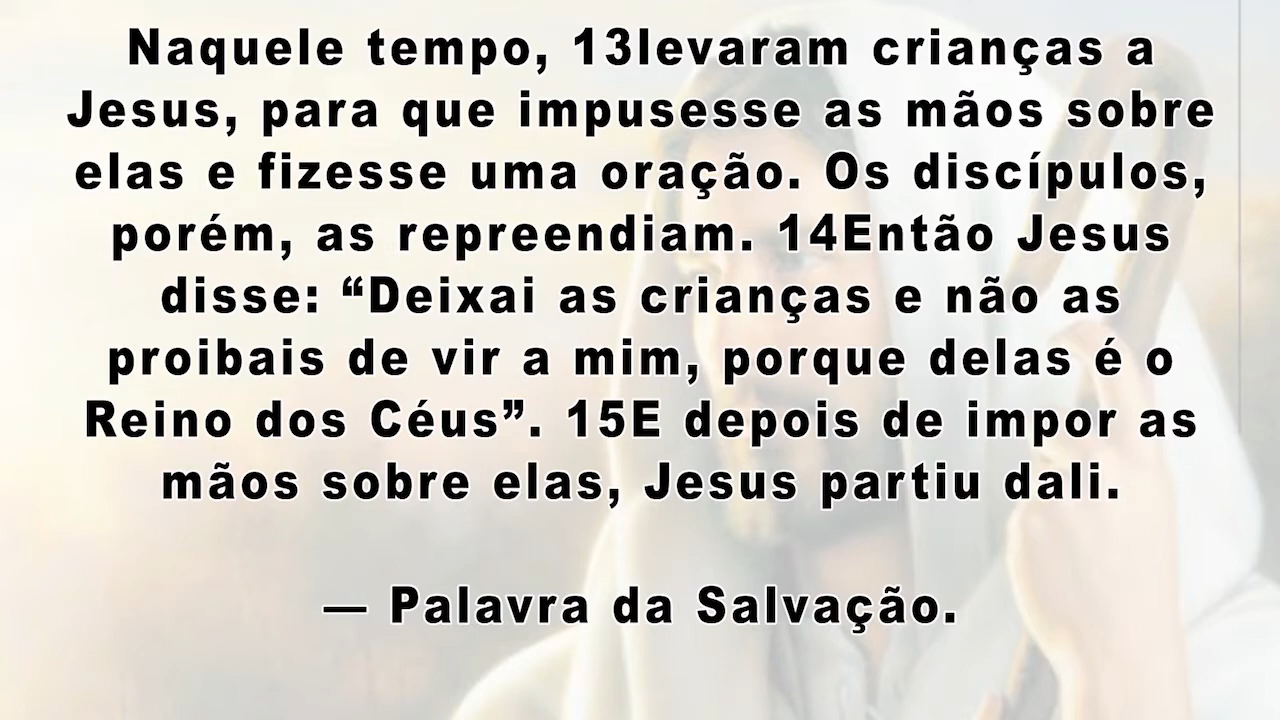 Naquele tempo, 13levaram crianças a
Jesus, para que impusesse as mãos sobre
elas e fizesse uma oração. Os discípulos,
porém, as repreendiam. 14Então Jesus
disse: “Deixai as crianças e não as
proibais de vir a mim, porque delas é o
Reino dos Céus”. 15E depois de impor as
mãos sobre elas, Jesus partiu dali.
— Palavra da Salvação.